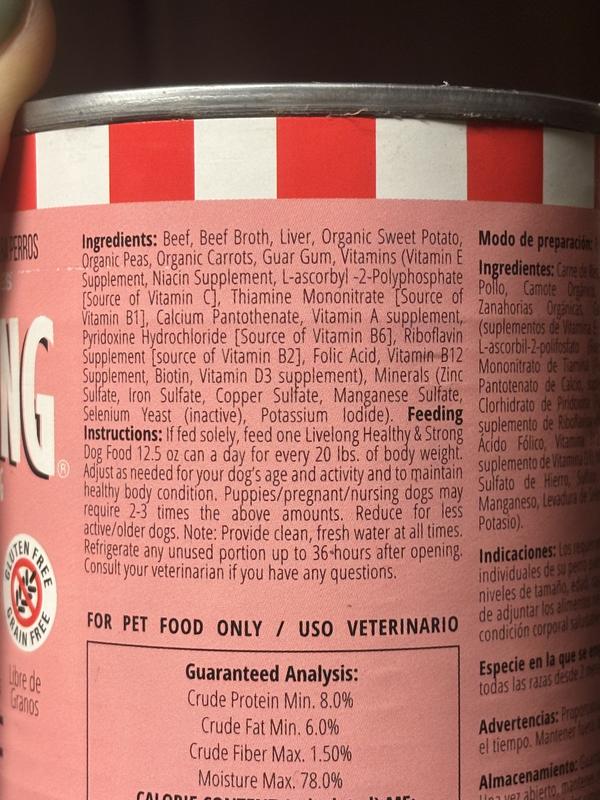 PERROS
NG
®
GLUTEN FREE
GRAIN FREE
Libre de
Granos
Ingredients: Beef, Beef Broth, Liver, Organic Sweet Potato,
Organic Peas, Organic Carrots, Guar Gum, Vitamins (Vitamin E
Supplement, Niacin Supplement, L-ascorbyl -2-Polyphosphate
[Source of Vitamin C], Thiamine Mononitrate [Source of
Vitamin B1], Calcium Pantothenate, Vitamin A supplement,
Pyridoxine Hydrochloride [Source of Vitamin B6], Riboflavin
Supplement [source of Vitamin B2], Folic Acid, Vitamin B12
Supplement, Biotin, Vitamin D3 supplement), Minerals (Zinc
Sulfate, Iron Sulfate, Copper Sulfate, Manganese Sulfate,
Selenium Yeast (inactive), Potassium Iodide). Feeding
Instructions: If fed solely, feed one Livelong Healthy & Strong
Dog Food 12.5 oz can a day for every 20 lbs. of body weight.
Adjust as needed for your dog's age and activity and to maintain
healthy body condition. Puppies/pregnant/nursing dogs may
require 2-3 times the above amounts. Reduce for less
active/older dogs. Note: Provide clean, fresh water at all times.
Refrigerate any unused portion up to 36-hours after opening.
Consult your veterinarian if you have any questions.
FOR PET FOOD ONLY / USO VETERINARIO
Guaranteed Analysis:
Crude Protein Min. 8.0%
Crude Fat Min. 6.0%
Crude Fiber Max. 1.50%
Moisture Max. 78.0%
CALORIE CONTENT
Modo de preparación:
Ingredientes: Carne de Res,
Pollo, Camote
Zanahorias Orgánicas,
(suplementos de Vitamina E,
L-ascorbil-2-polifosfato
Mononitrato de Tiamina
Pantotenato de Calcio,
Clorhidrato de Piridoxina
suplemento de Riboflavina
Ácido Fólico, Vitamina
suplemento de Vitamina
Sulfato de Hierro,
Manganeso, Levadura de
Potasio).
Indicaciones: Los
individuales de su perro
niveles de tamaño, edad,
de adjuntar los alimentos
condición corporal saludable
Especie en la que se
todas las razas desde 2
Advertencias:
el tiempo. Mantener
Almacenamiento:
Una vez abierto,